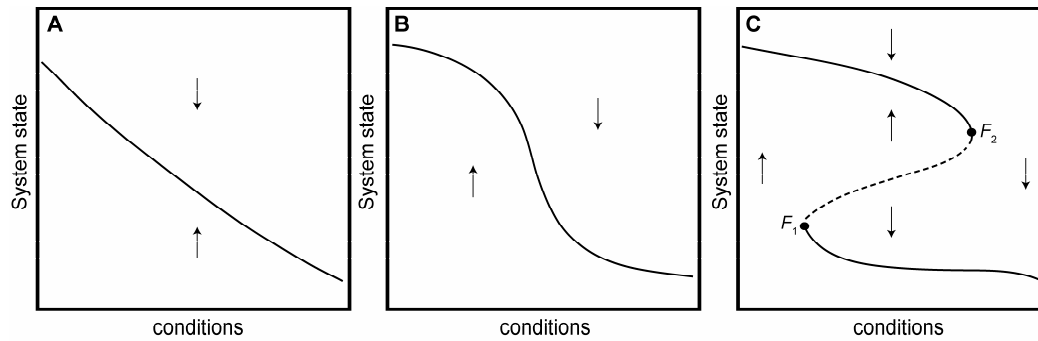 A
System state
conditions
B
System state
conditions
C
System state
F2
F1
conditions